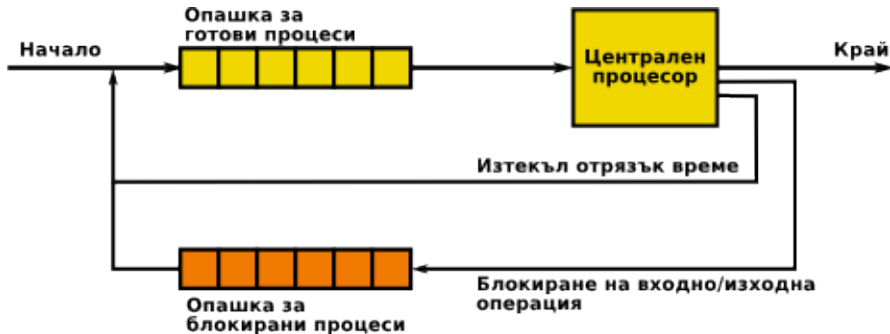 Опашка за
готови процеси
Начало
Централен
процесор
Край
Изтекъл отрязък време
Блокиране на входно/изходна
операция
Опашка за
блокирани процеси